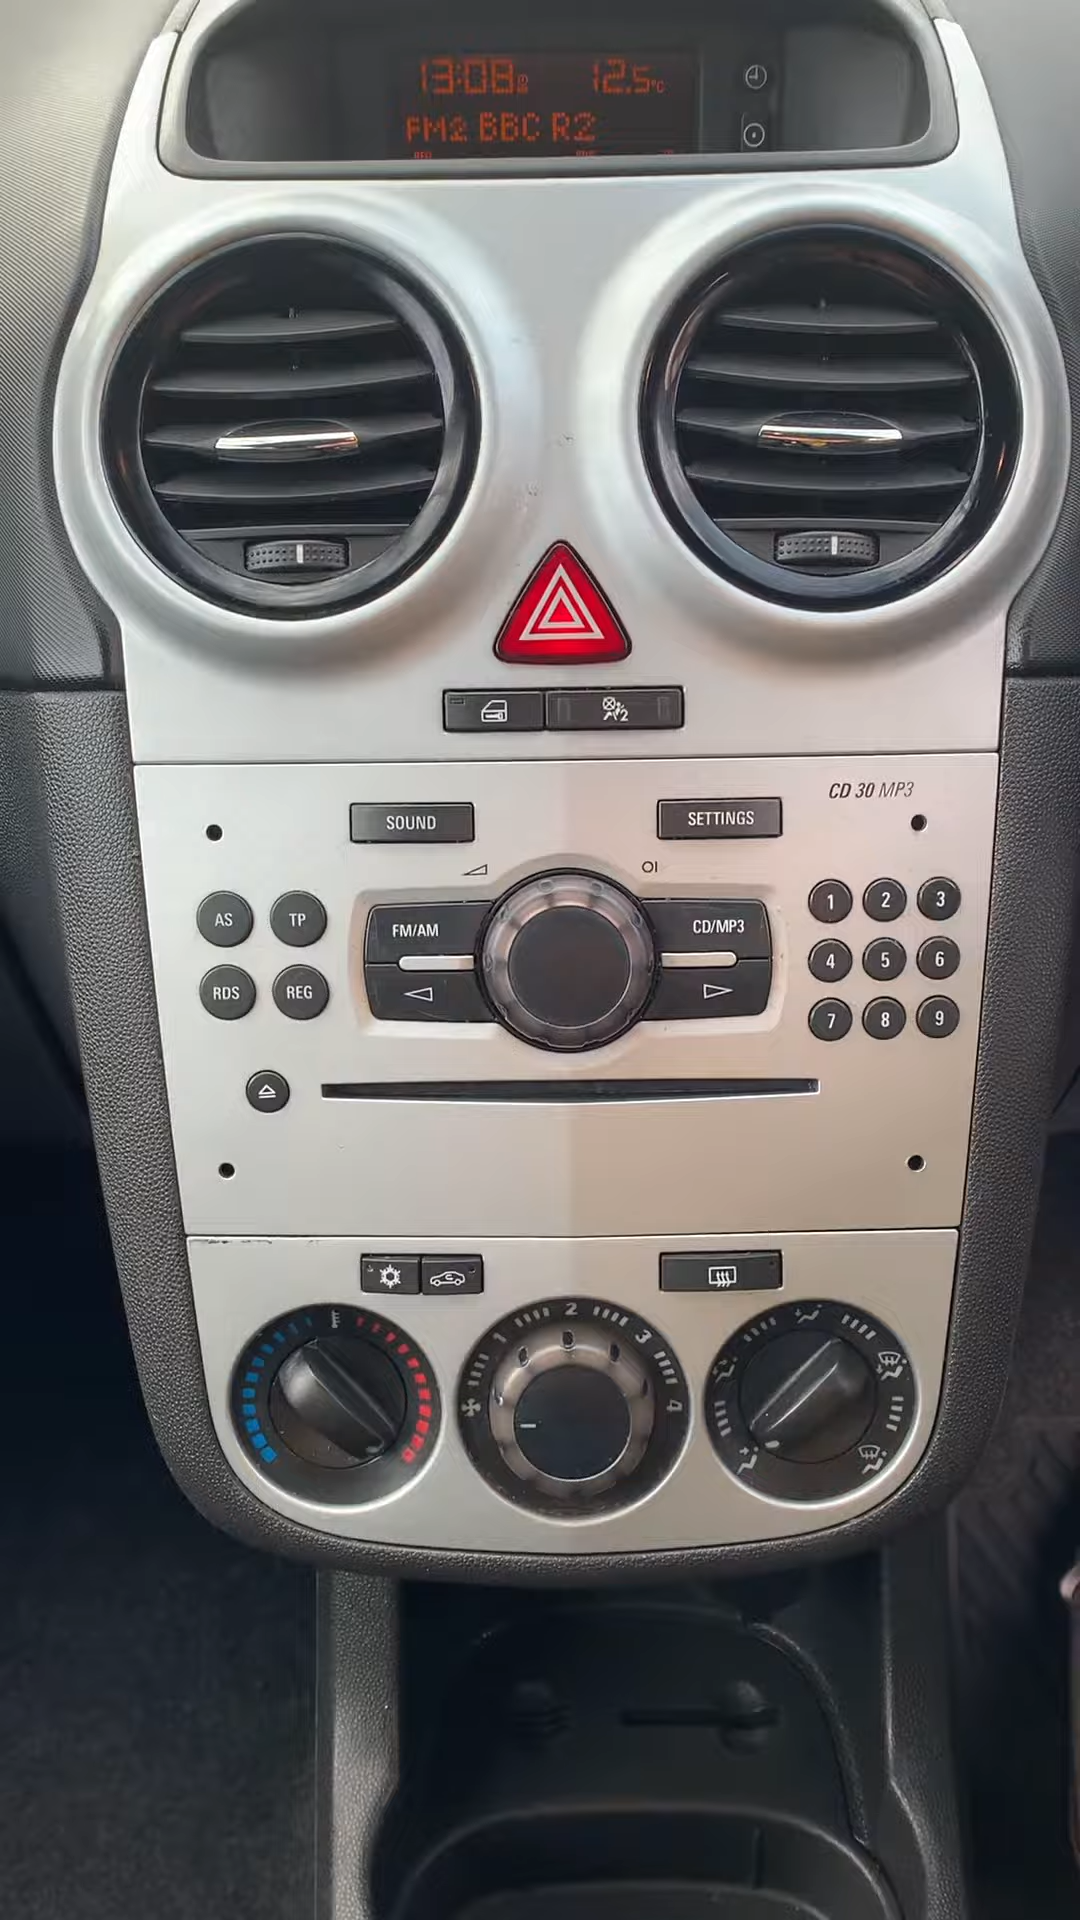 13:08 12.5°C
FM2 BBC R2
2
CD 30 MP3
SOUND
SETTINGS
AS TP
RDS REG
FM/AM
CD/MP3
1 2 3
4 5 6
7 8 9
1 2 3 4